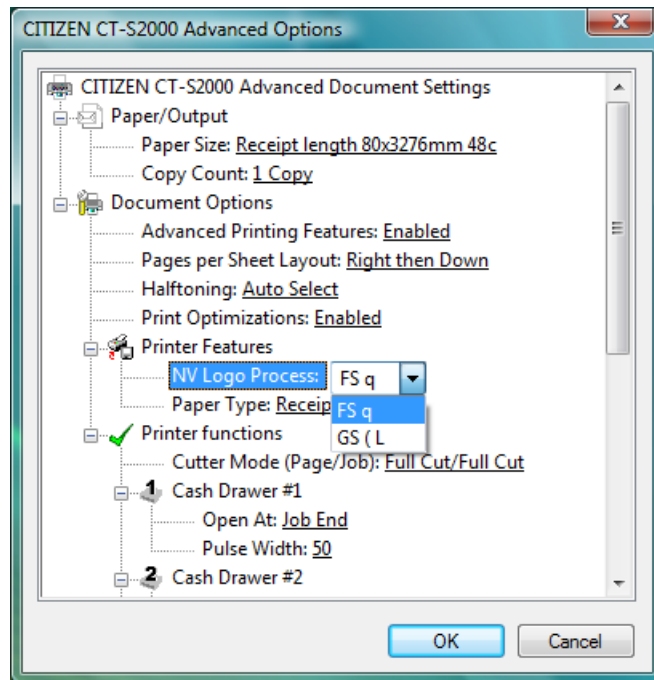 CITIZEN CT-S2000 Advanced Options
CITIZEN CT-S2000 Advanced Document Settings
Paper/Output
Paper Size: Receipt length 80x3276mm 48c
Copy Count: 1 Copy
Document Options
Advanced Printing Features: Enabled
Pages per Sheet Layout: Right then Down
Halftoning: Auto Select
Print Optimizations: Enabled
Printer Features
NV Logo Process: FS q
Paper Type: Receip
FS q
GS ( L
Printer functions
Cutter Mode (Page/Job): Full Cut/Full Cut
1 Cash Drawer #1
Open At: Job End
Pulse Width: 50
2 Cash Drawer #2
OK Cancel